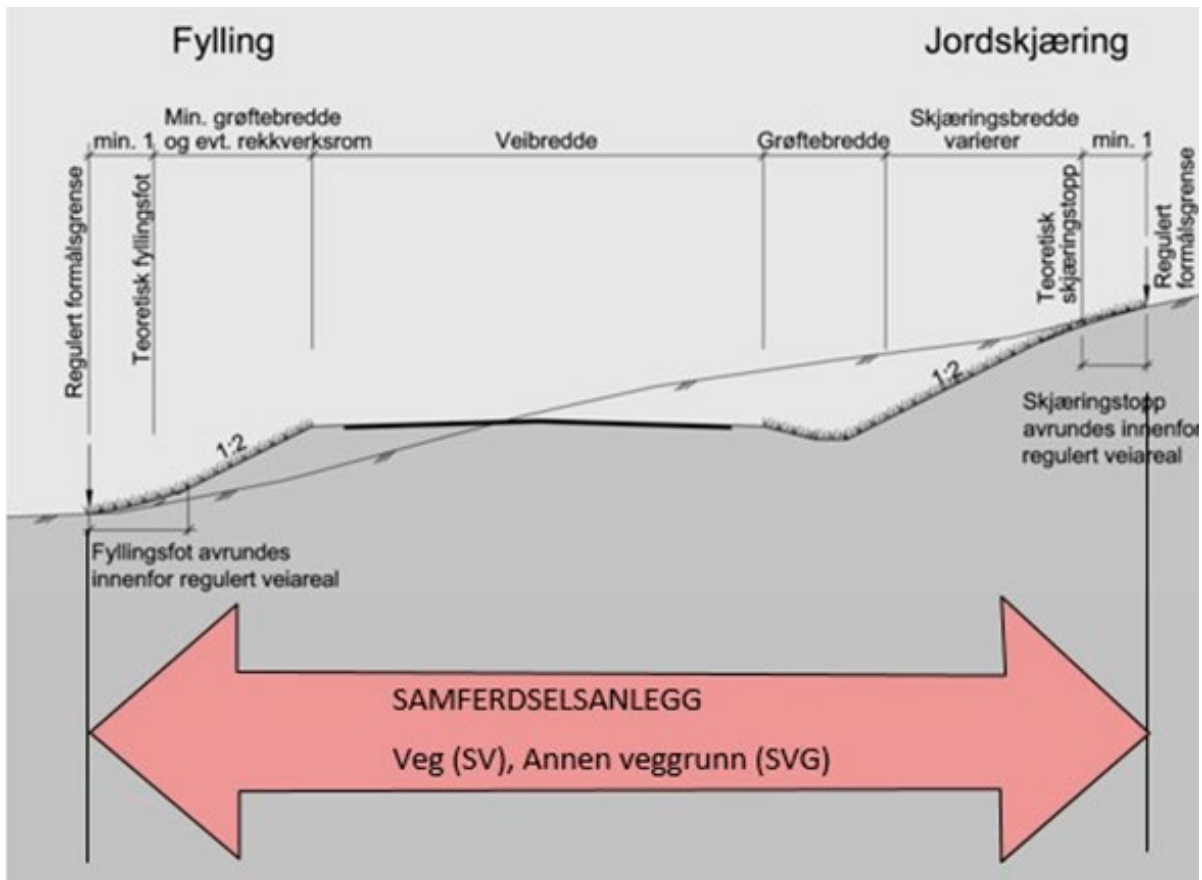 Fylling
Jordskjæring
min. 1
Min. grøftebredde
og evt. rekkverksrom
Veibredde
Grøftebredde
Skjæringsbredde
varierer
min. 1
Regulert formålsgrense
Teoretisk fyllingsfot
Teoretisk
skjæringstopp
Regulert
formålsgrense
1:2
1:2
Skjæringstopp
avrundes innenfor
regulert veiareal
Fyllingsfot avrundes
innenfor regulert veiareal
SAMFERDSELSANLEGG
Veg (SV), Annen veggrunn (SVG)